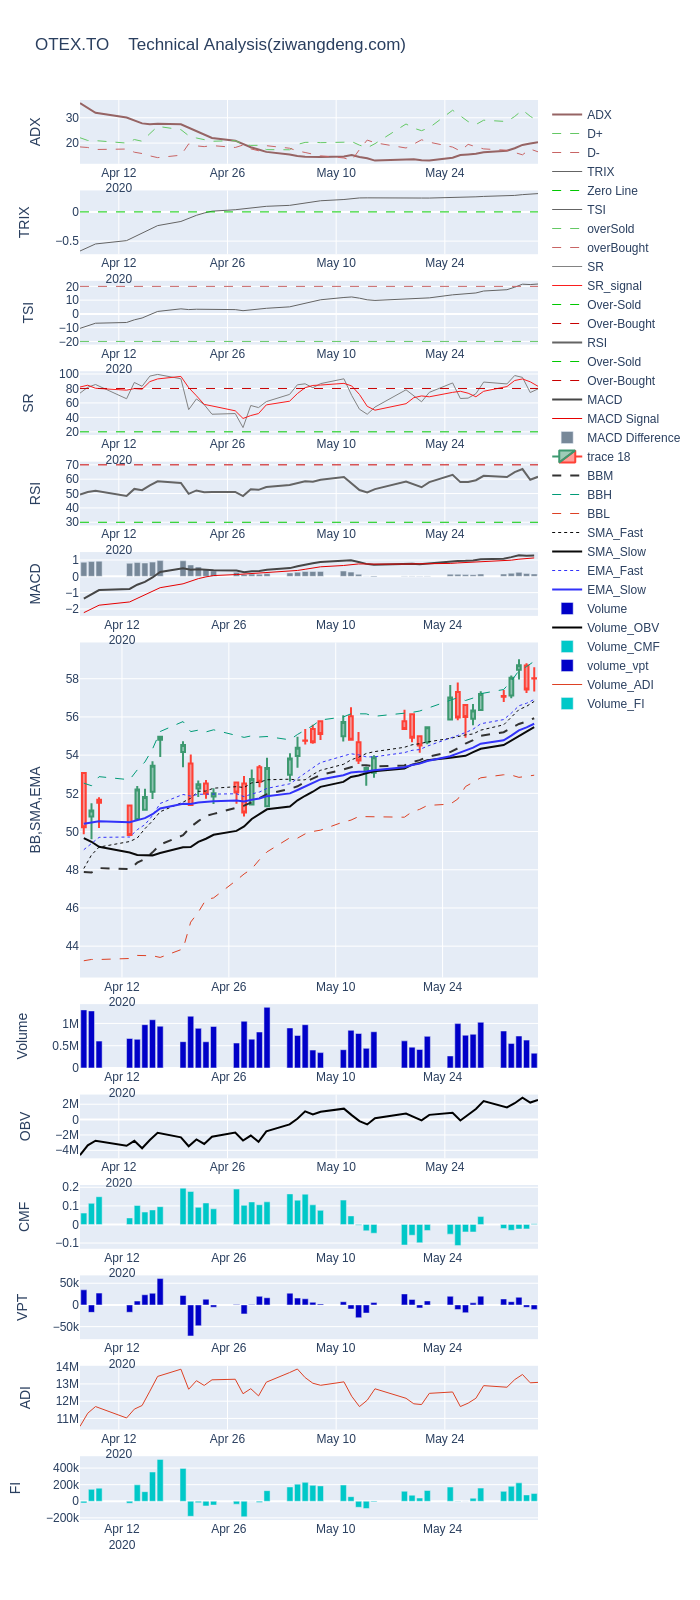 OTEX.TO    Technical Analysis(ziwangdeng.com)
ADX
30
20
Apr 12
2020
Apr 26
May 10
May 24
TRIX
0
−0.5
Apr 12
2020
Apr 26
May 10
May 24
TSI
20
10
0
−10
−20
Apr 12
2020
Apr 26
May 10
May 24
SR
100
80
60
40
20
Apr 12
2020
Apr 26
May 10
May 24
RSI
70
60
50
40
30
Apr 12
2020
Apr 26
May 10
May 24
MACD
1
0
−1
−2
Apr 12
2020
Apr 26
May 10
May 24
BB,SMA,EMA
58
56
54
52
50
48
46
44
Apr 12
2020
Apr 26
May 10
May 24
Volume
1M
0.5M
0
Apr 12
2020
Apr 26
May 10
May 24
OBV
2M
0
−2M
−4M
Apr 12
2020
Apr 26
May 10
May 24
CMF
0.2
0.1
0
−0.1
Apr 12
2020
Apr 26
May 10
May 24
VPT
50k
0
−50k
Apr 12
2020
Apr 26
May 10
May 24
ADI
14M
13M
12M
11M
Apr 12
2020
Apr 26
May 10
May 24
FI
400k
200k
0
−200k
Apr 12
2020
Apr 26
May 10
May 24
ADX
D+
D-
TRIX
Zero Line
TSI
overSold
overBought
SR
SR_signal
Over-Sold
Over-Bought
RSI
Over-Sold
Over-Bought
MACD
MACD Signal
MACD Difference
trace 18
BBM
BBH
BBL
SMA_Fast
SMA_Slow
EMA_Fast
EMA_Slow
Volume
Volume_OBV
Volume_CMF
volume_vpt
Volume_ADI
Volume_FI